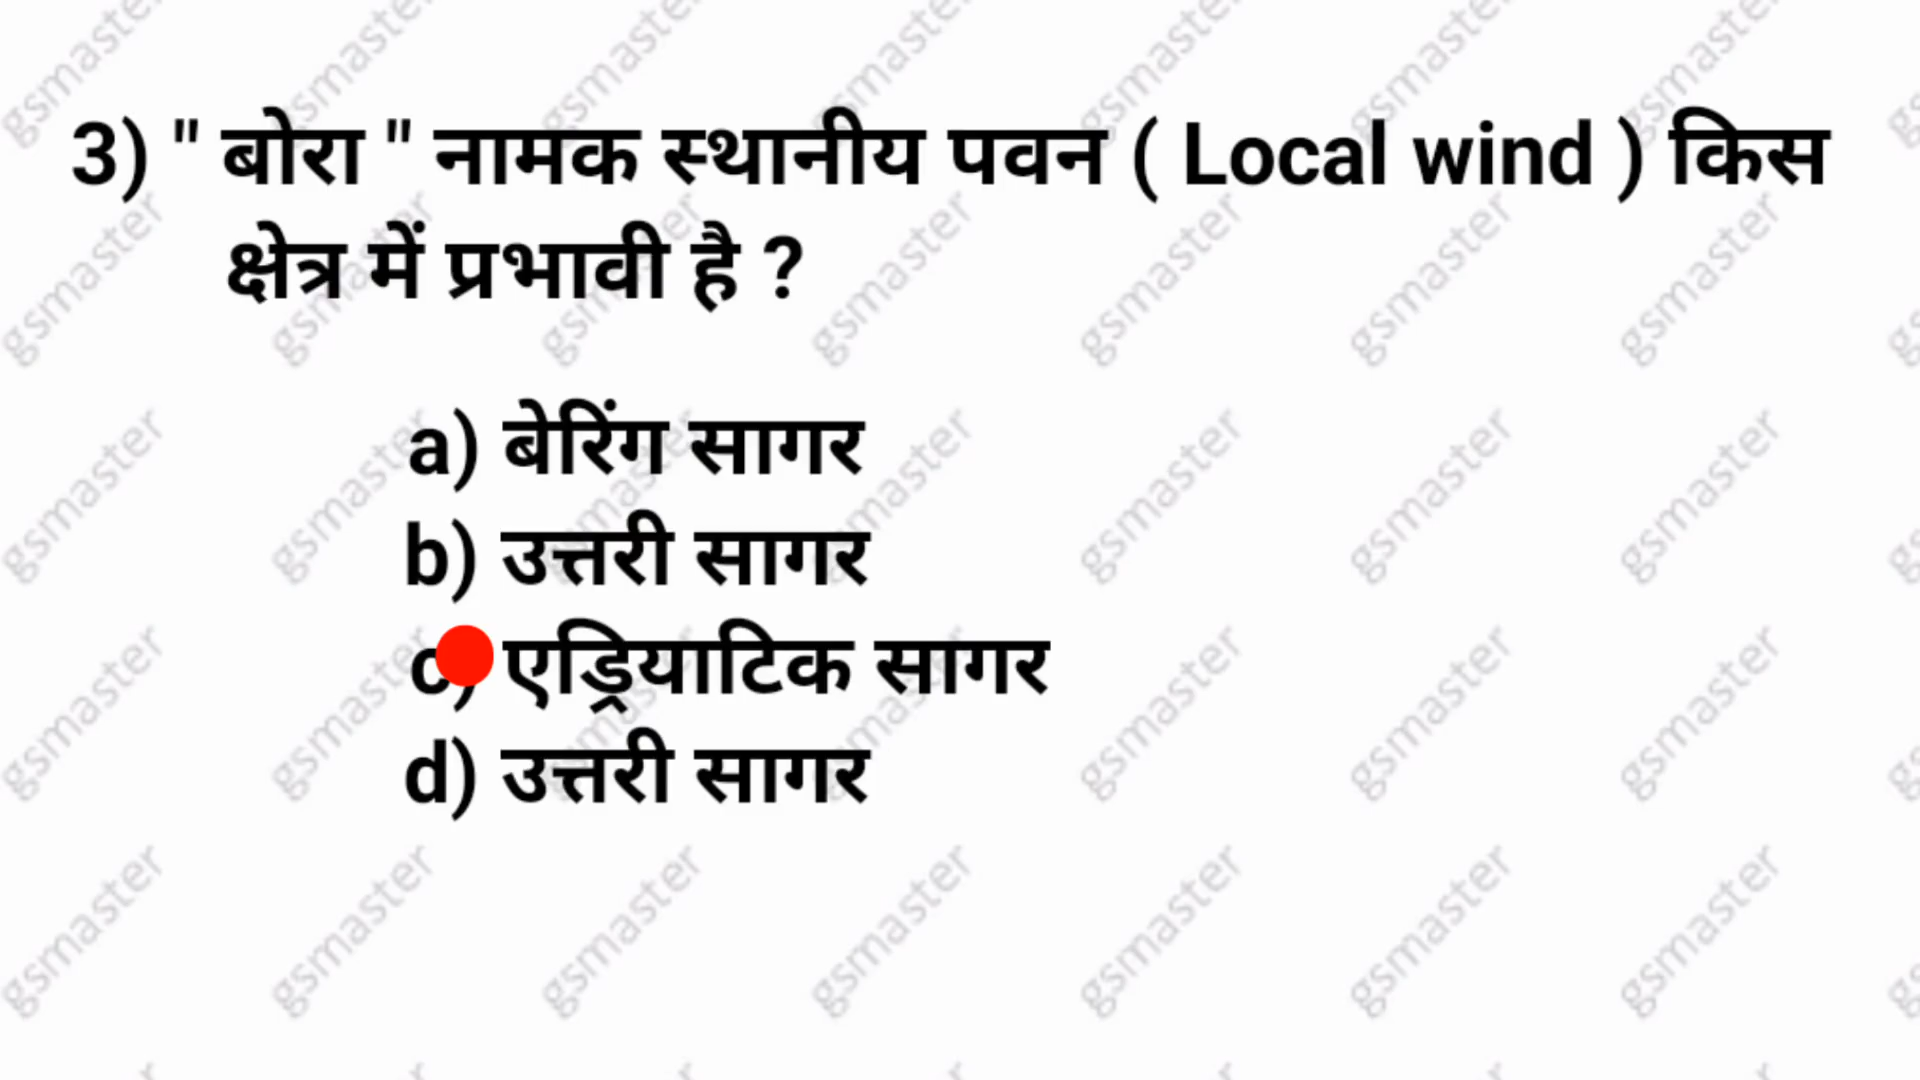 3) " बोरा " नामक स्थानीय पवन ( Local wind ) किस
क्षेत्र में प्रभावी है ?
a) बेरिंग सागर
b) उत्तरी सागर
c) एड्रियाटिक सागर
d) उत्तरी सागर